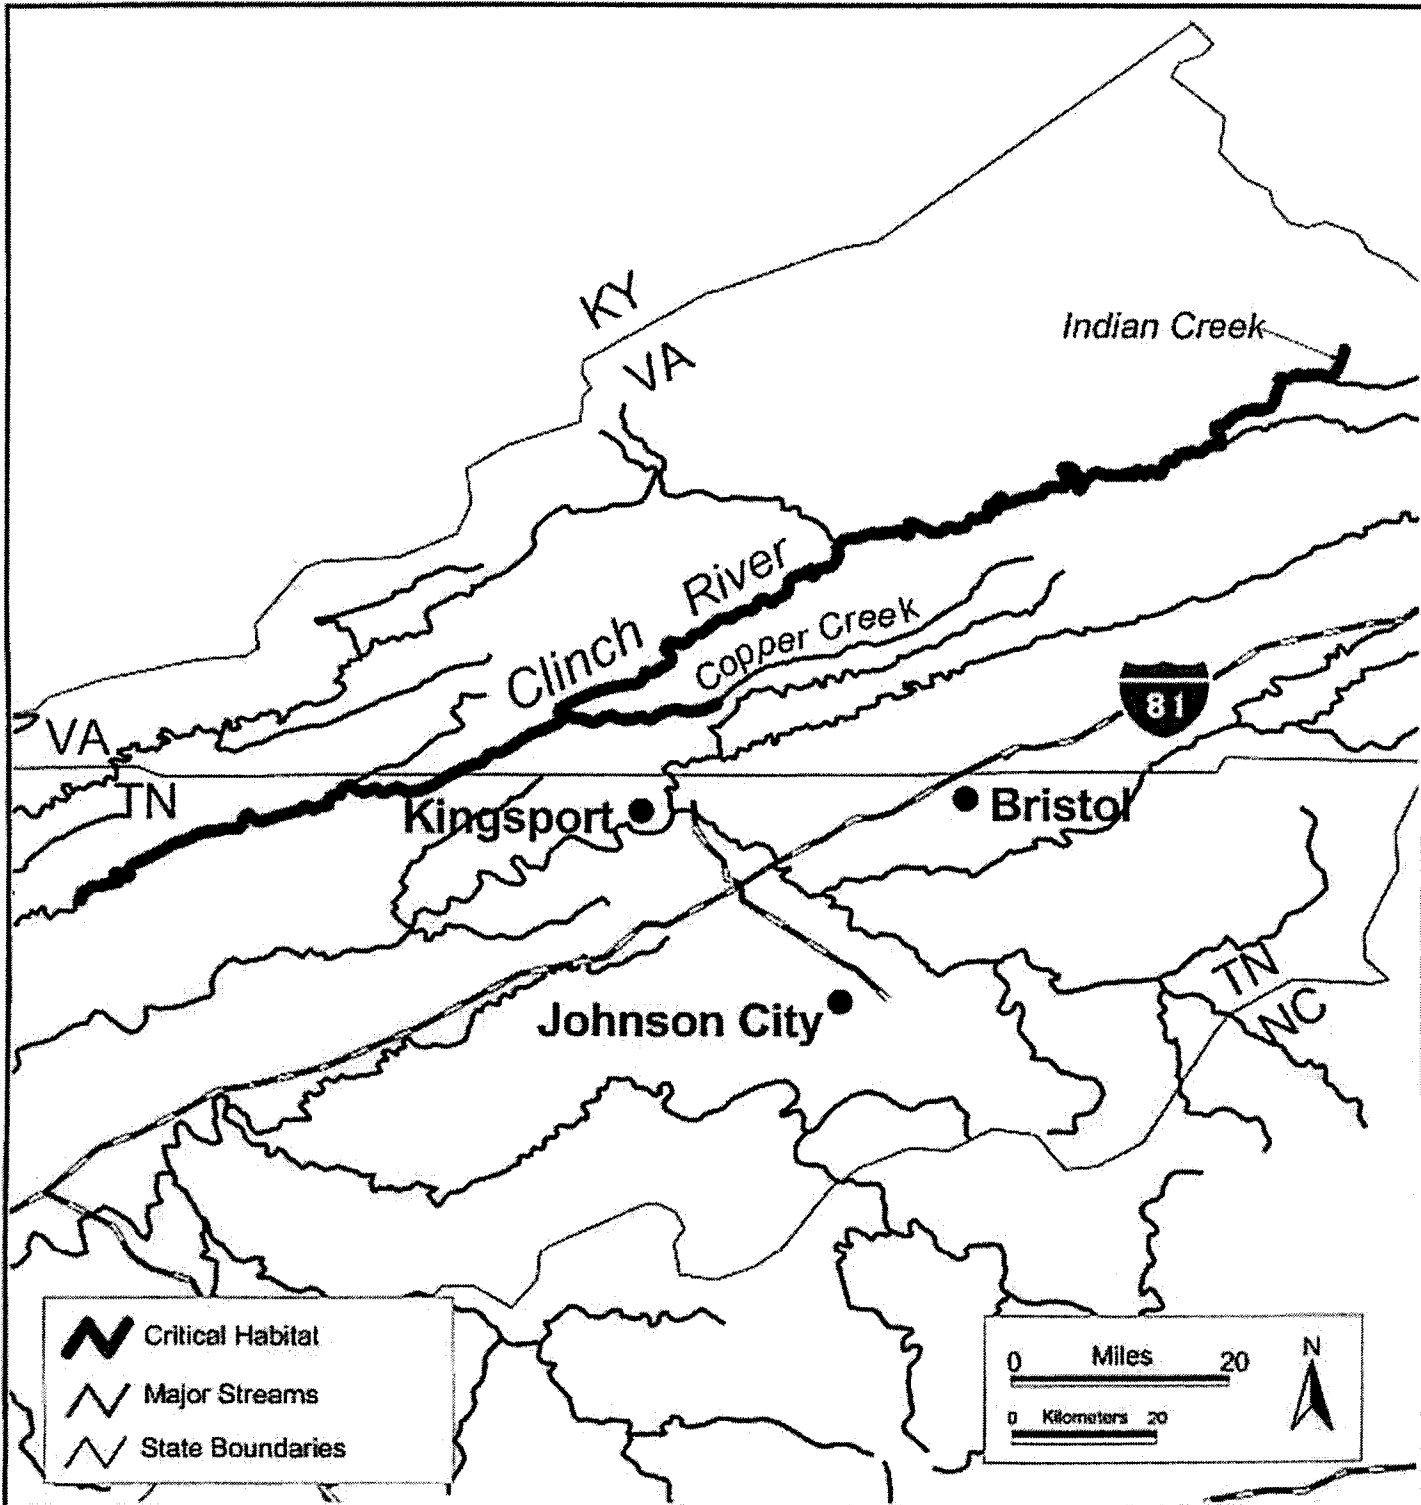 KY
VA
Indian Creek
Clinch River
Copper Creek
81
VA
TN
Kingsport
Bristol
TN
NC
Johnson City
Critical Habitat
Major Streams
State Boundaries
0 Miles 20
0 Kilometers 20
N